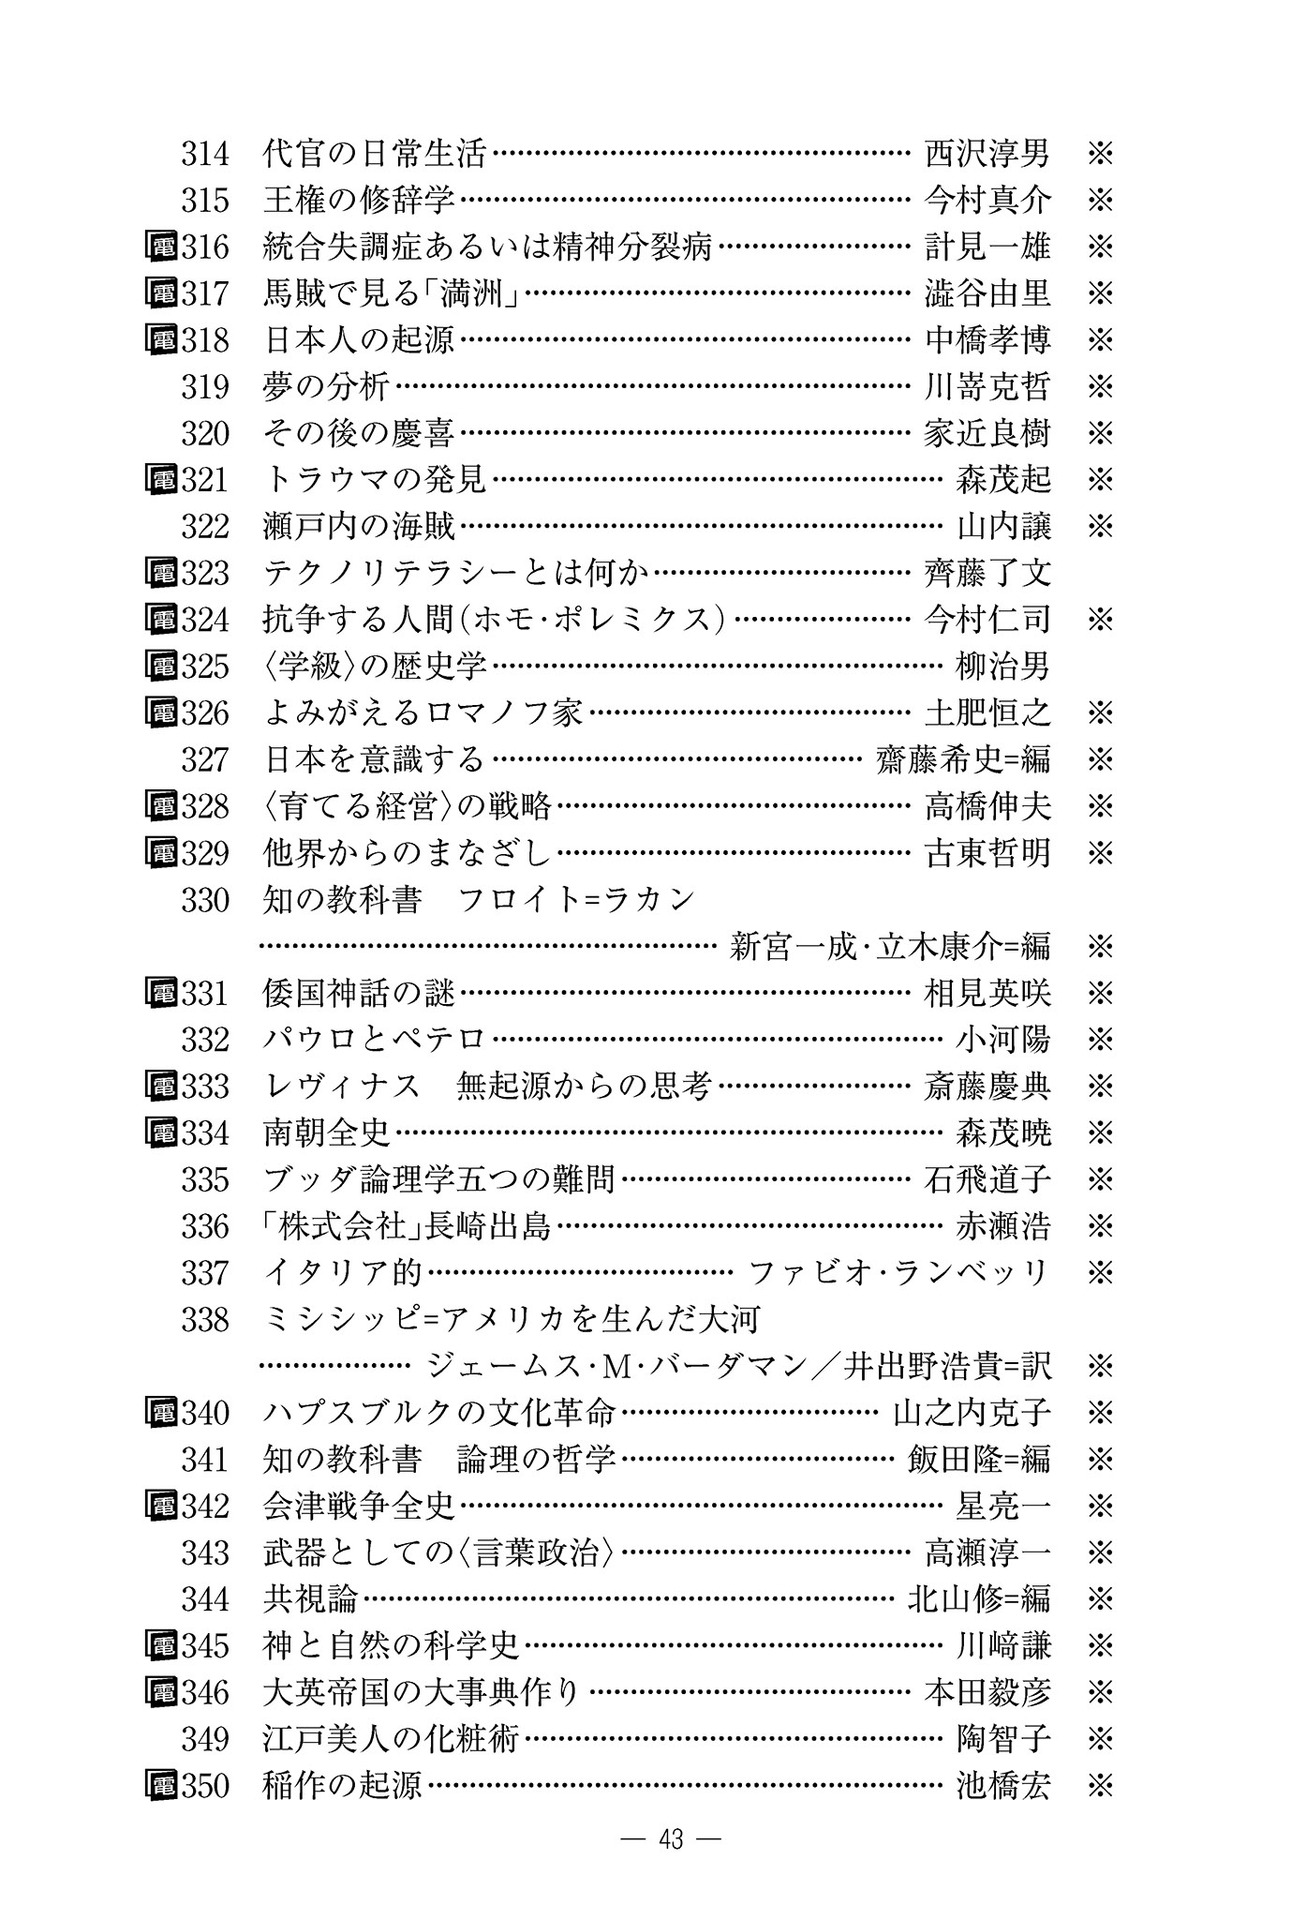 314 代官の日常生活…………………………………… 西沢淳男 ※
315 王権の修辞学……………………………………… 今村真介 ※
電316 統合失調症あるいは精神分裂病……………… 計見一雄 ※
電317 馬賊で見る「満洲」……………………………… 澁谷由里 ※
電318 日本人の起源……………………………………… 中橋孝博 ※
319 夢の分析…………………………………………… 川嵜克哲 ※
320 その後の慶喜……………………………………… 家近良樹 ※
電321 トラウマの発見…………………………………… 森茂起 ※
322 瀬戸内の海賊……………………………………… 山内譲 ※
電323 テクノリテラシーとは何か…………………… 齊藤了文
電324 抗争する人間(ホモ・ポレミクス)……………… 今村仁司 ※
電325 〈学級〉の歴史学…………………………………… 柳治男
電326 よみがえるロマノフ家………………………… 土肥恒之 ※
327 日本を意識する……………………………… 齋藤希史=編 ※
電328 〈育てる経営〉の戦略…………………………… 高橋伸夫 ※
電329 他界からのまなざし…………………………… 古東哲明 ※
330 知の教科書　フロイト=ラカン
……………………………………… 新宮一成・立木康介=編 ※
電331 倭国神話の謎……………………………………… 相見英咲 ※
332 パウロとペテロ…………………………………… 小河陽 ※
電333 レヴィナス　無起源からの思考……………… 斎藤慶典 ※
電334 南朝全史…………………………………………… 森茂暁 ※
335 ブッダ論理学五つの難問……………………… 石飛道子 ※
336 「株式会社」長崎出島……………………………… 赤瀬浩 ※
337 イタリア的………………………… ファビオ・ランベッリ ※
338 ミシシッピ=アメリカを生んだ大河
……………… ジェームス・M・バーダマン／井出野浩貴=訳 ※
電340 ハプスブルクの文化革命…………………… 山之内克子 ※
341 知の教科書　論理の哲学……………………… 飯田隆=編 ※
電342 会津戦争全史……………………………………… 星亮一 ※
343 武器としての〈言葉政治〉……………………… 高瀬淳一 ※
344 共視論……………………………………………… 北山修=編 ※
電345 神と自然の科学史………………………………… 川﨑謙 ※
電346 大英帝国の大事典作り………………………… 本田毅彦 ※
349 江戸美人の化粧術………………………………… 陶智子 ※
電350 稲作の起源………………………………………… 池橋宏 ※
— 43 —